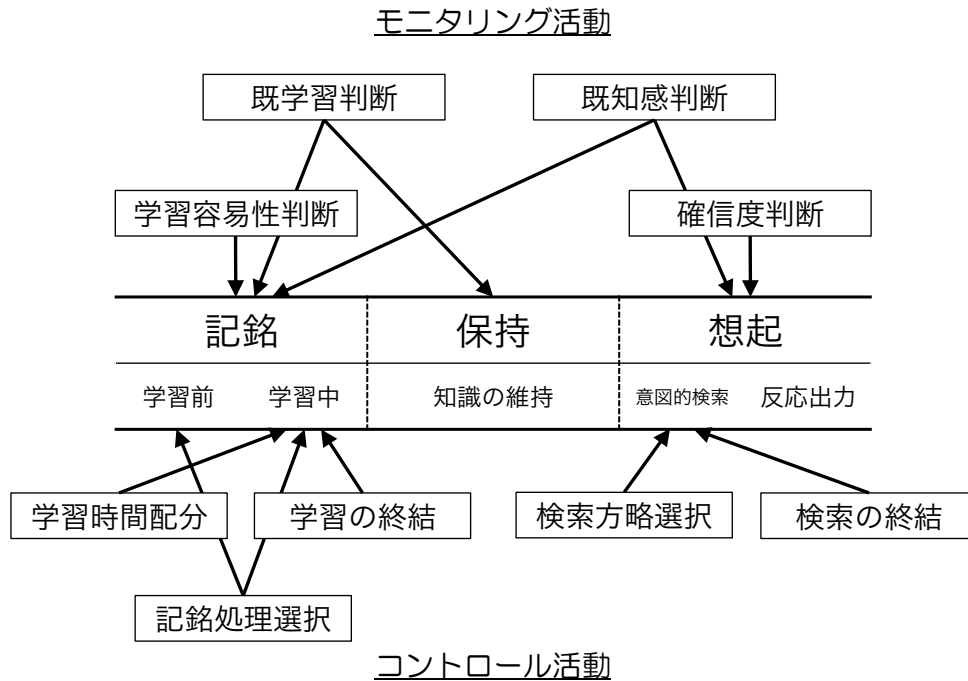 モニタリング活動
既学習判断
既知感判断
学習容易性判断
確信度判断
記銘
保持
想起
学習前
学習中
知識の維持
意図的検索
反応出力
学習時間配分
学習の終結
検索方略選択
検索の終結
記銘処理選択
コントロール活動